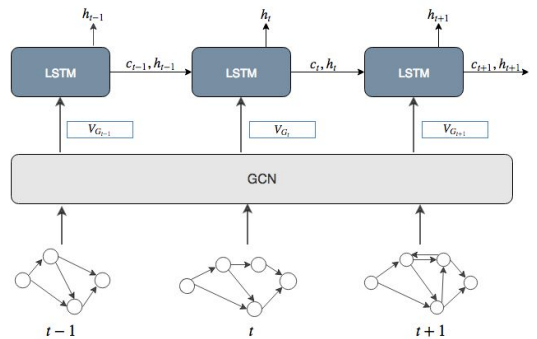 h_{t−1} h_t h_{t+1}
LSTM c_{t−1}, h_{t−1} LSTM c_t, h_t LSTM c_{t+1}, h_{t+1}
V_{G_{t−1}} V_{G_t} V_{G_{t+1}}
GCN
t − 1 t t + 1